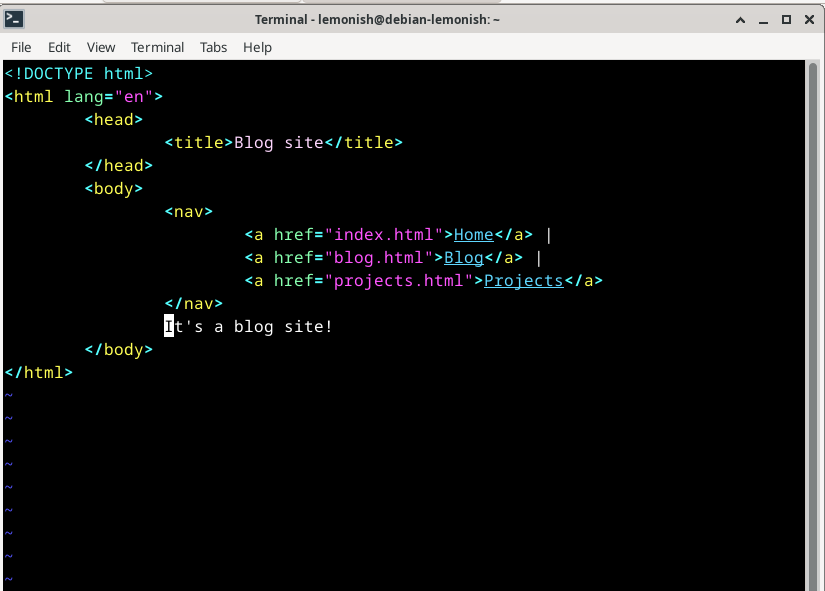 Terminal - lemonish@debian-lemonish: ~
File Edit View Terminal Tabs Help
<!DOCTYPE html>
<html lang="en">
        <head>
                <title>Blog site</title>
        </head>
        <body>
                <nav>
                        <a href="index.html">Home</a> |
                        <a href="blog.html">Blog</a> |
                        <a href="projects.html">Projects</a>
                </nav>
                It's a blog site!
        </body>
</html>
~
~
~
~
~
~
~
~
~